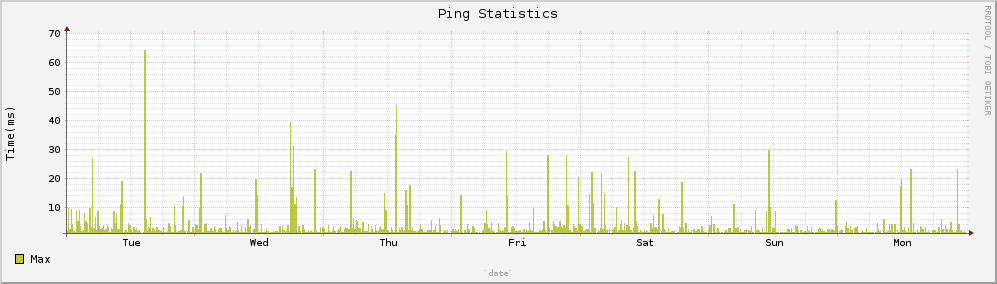 Ping Statistics
RRDTOOL / TOBI OETIKER
Time(ms)
70
60
50
40
30
20
10
Tue Wed Thu Fri Sat Sun Mon
Max
`date`